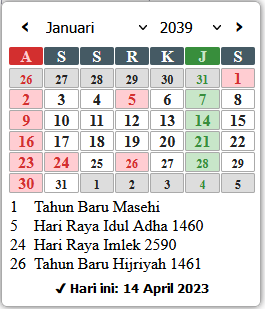 ‹ Januari 2039 ›
A S S R K J S
26 27 28 29 30 31 1
2 3 4 5 6 7 8
9 10 11 12 13 14 15
16 17 18 19 20 21 22
23 24 25 26 27 28 29
30 31 1 2 3 4 5
1 Tahun Baru Masehi
5 Hari Raya Idul Adha 1460
24 Hari Raya Imlek 2590
26 Tahun Baru Hijriyah 1461
✔ Hari ini: 14 April 2023